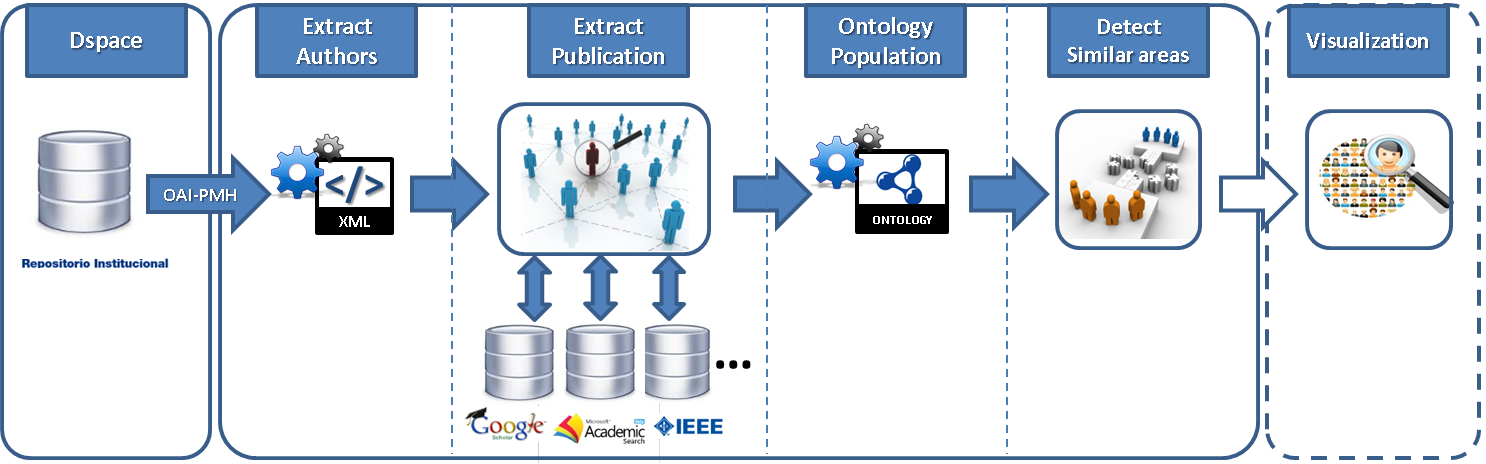 Dspace
Extract
Authors
Extract
Publication
Ontology
Population
Detect
Similar areas
Visualization
OAI-PMH
</>
XML
ONTOLOGY
Repositorio Institucional
...
Google
Scholar
Microsoft
Academic
Search
IEEE